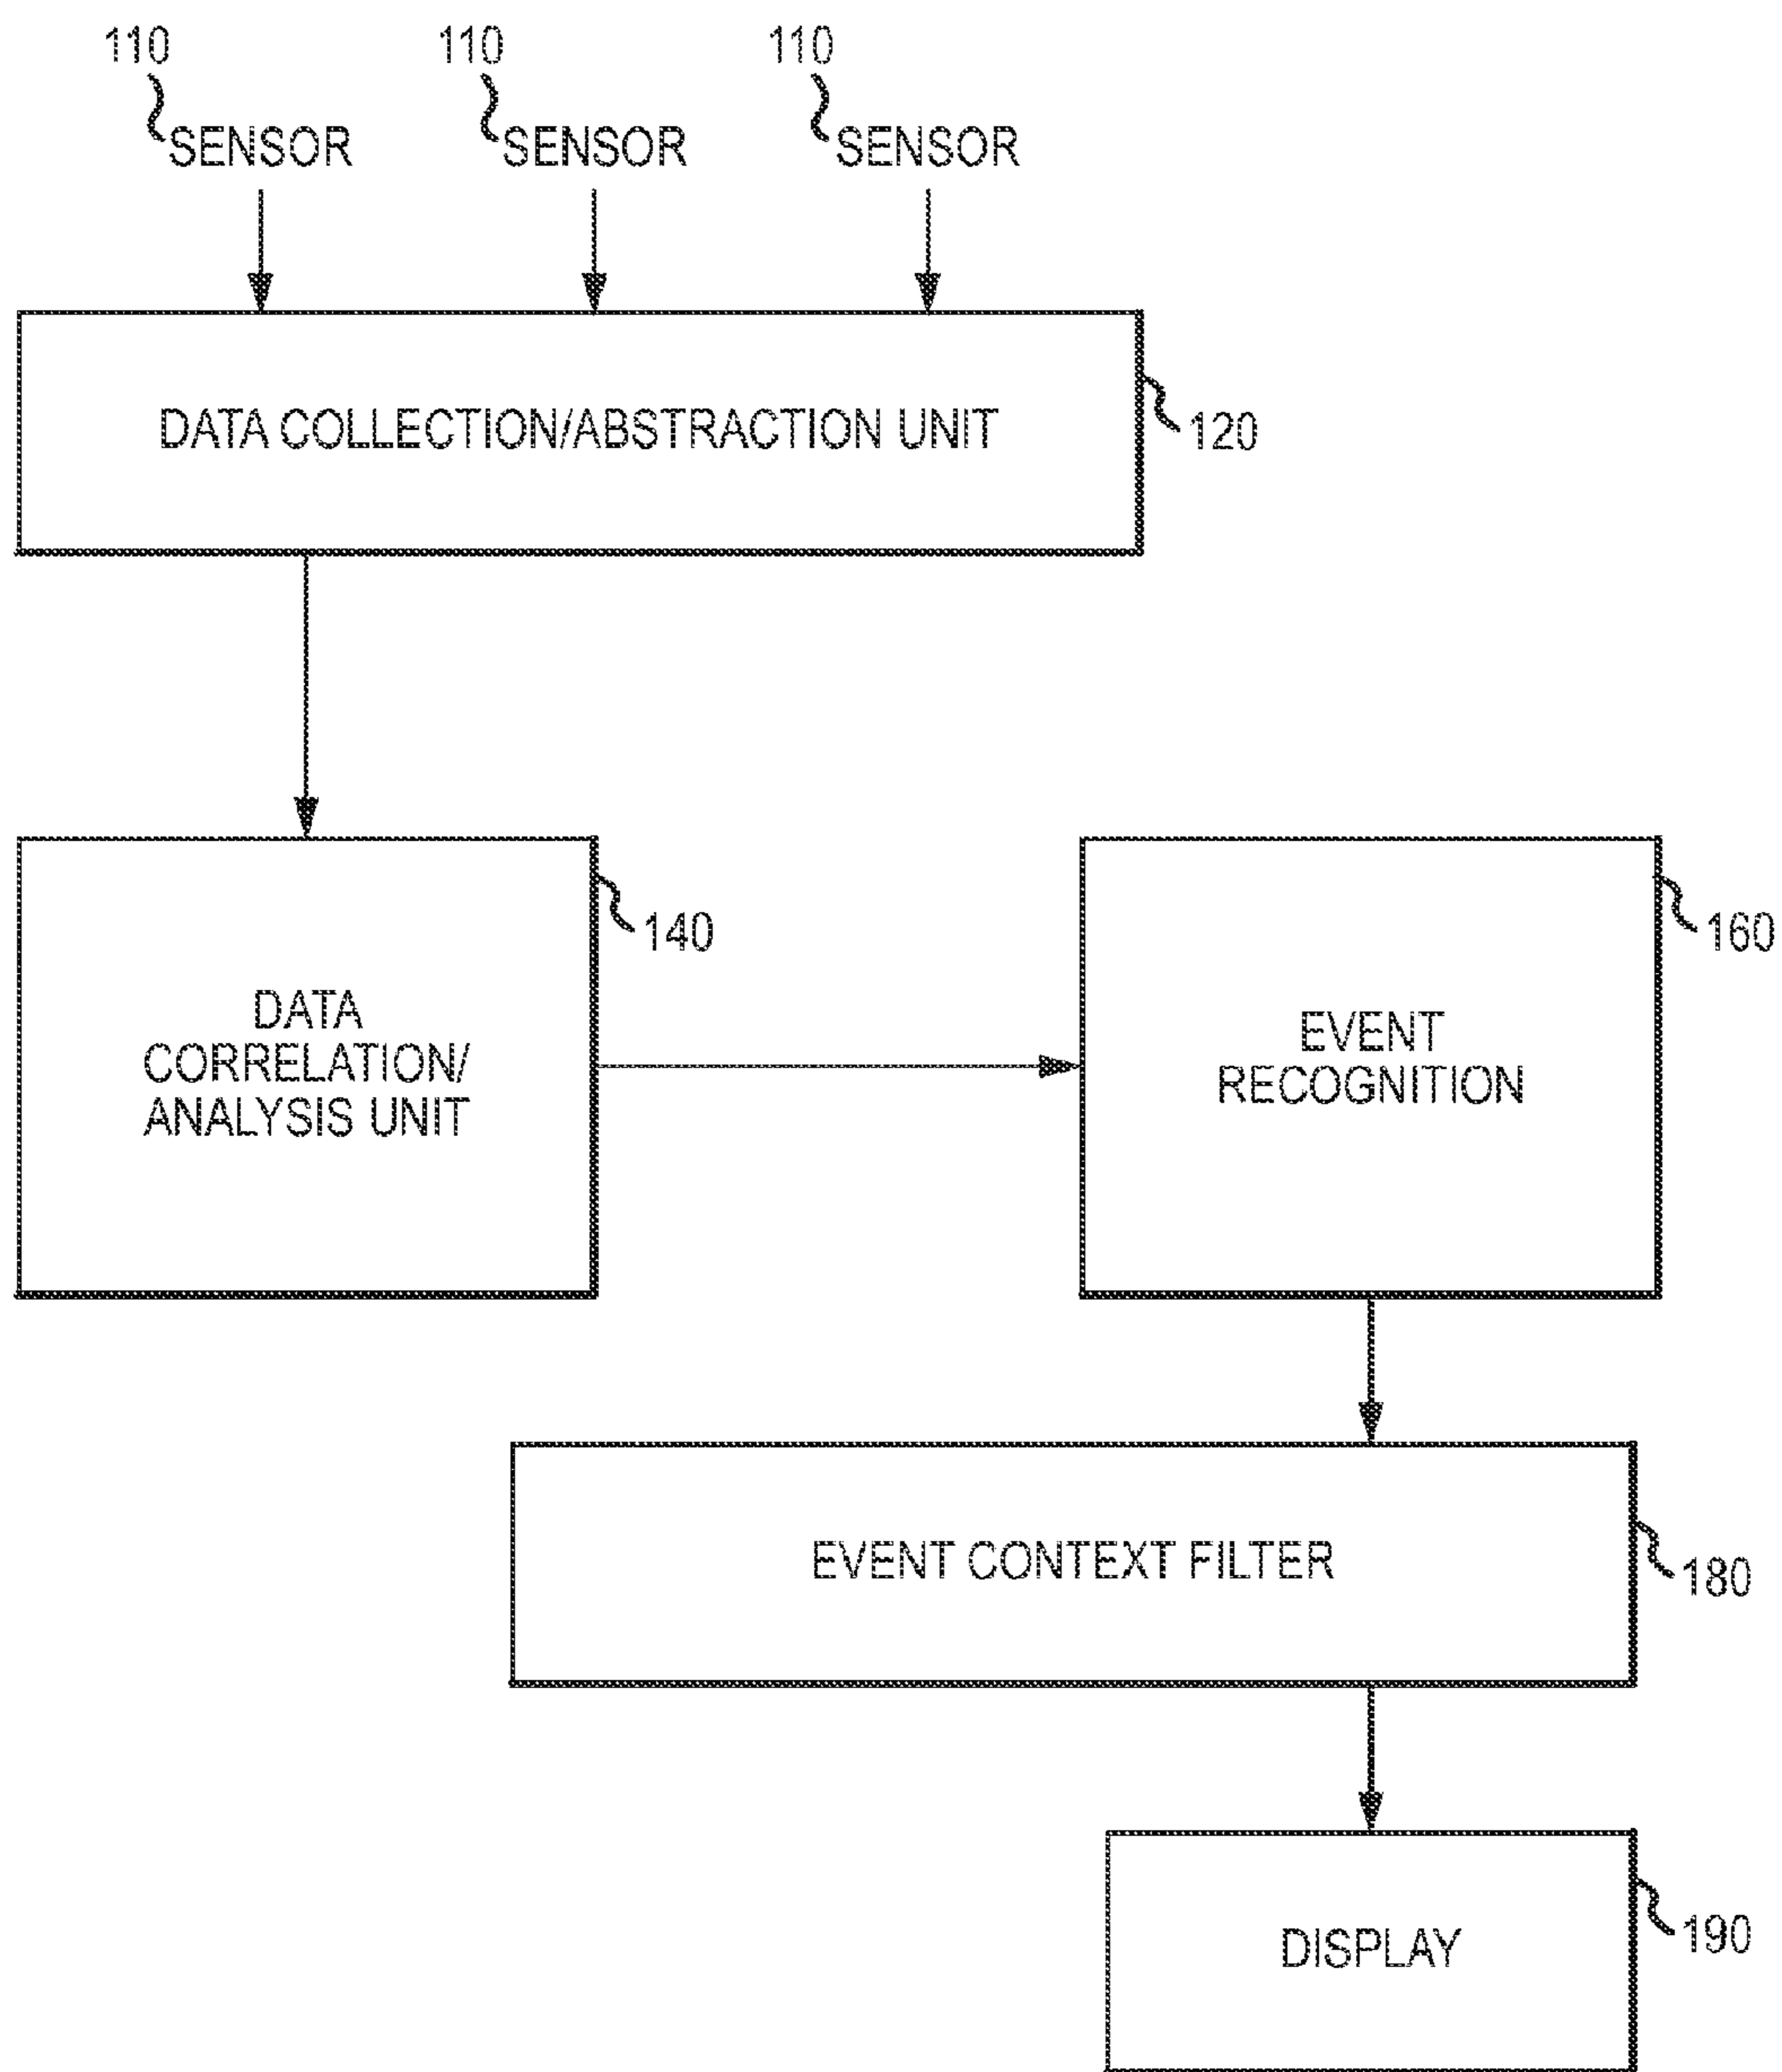 110 110 110
SENSOR SENSOR SENSOR
DATA COLLECTION/ABSTRACTION UNIT
120
140
160
DATA
CORRELATION/
ANALYSIS UNIT
EVENT
RECOGNITION
EVENT CONTEXT FILTER
180
DISPLAY
190